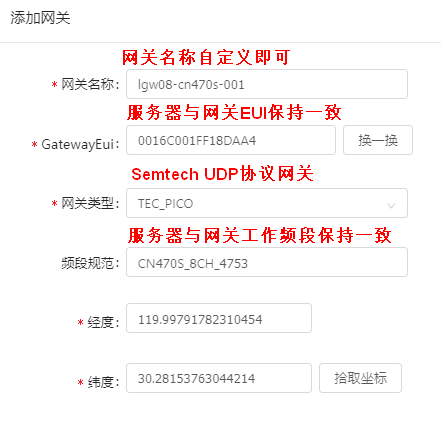 添加网关
网关名称自定义即可
* 网关名称: lgw08-cn470s-001
服务器与网关EUI保持一致
* GatewayEui: 0016C001FF18DAA4 换一换
Semtech UDP协议网关
* 网关类型: TEC_PICO
服务器与网关工作频段保持一致
频段规范: CN470S_8CH_4753
* 经度: 119.99791782310454
* 纬度: 30.28153763044214 拾取坐标